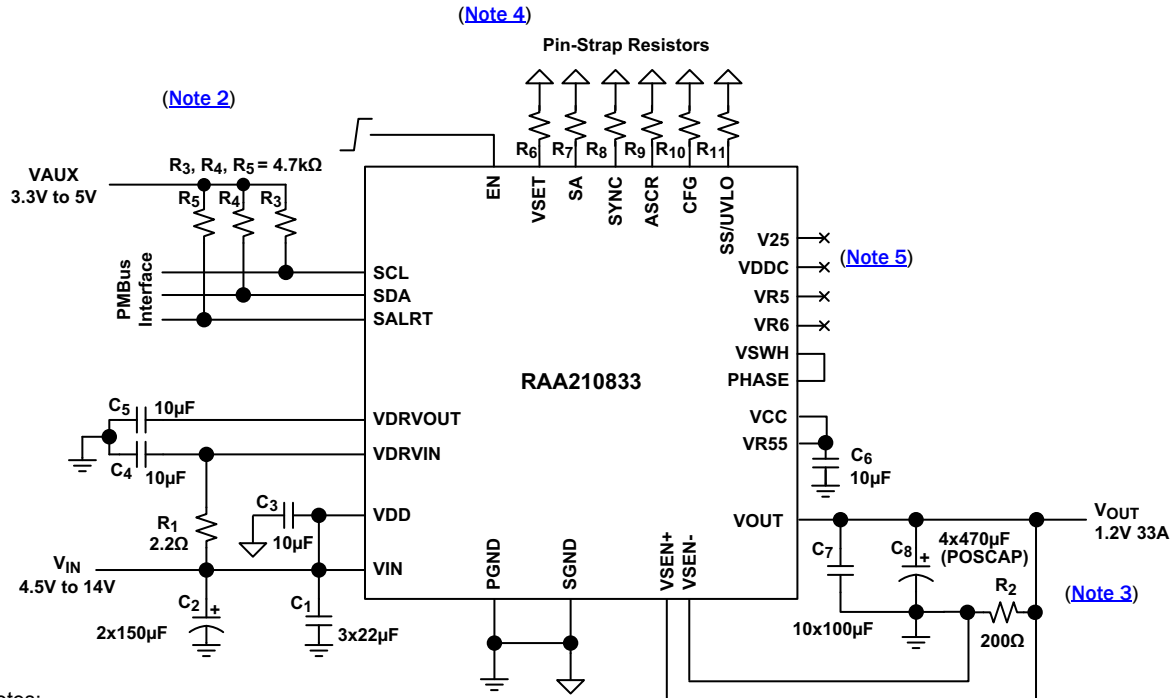 (Note 4)
Pin-Strap Resistors
(Note 2)
R6 R7 R8 R9 R10 R11
R3, R4, R5 = 4.7kΩ
VAUX
3.3V to 5V
R5 R4 R3
EN
VSET
SA
SYNC
ASCR
CFG
SS/UVLO
PMBus
Interface
SCL
SDA
SALRT
V25
VDDC
VR5
VR6
(Note 5)
VSWH
PHASE
RAA210833
C5 10µF
VDRVOUT
VCC
C4 10µF
VDRVIN
VR55
C6
10µF
R1
2.2Ω
C3
10µF
VDD
VOUT
VOUT
1.2V 33A
VIN
4.5V to 14V
VIN
PGND
SGND
VSEN+
VSEN-
C7
10x100µF
C8 +
4x470µF
(POSCAP)
R2
200Ω
(Note 3)
C2 +
2x150µF
C1
3x22µF